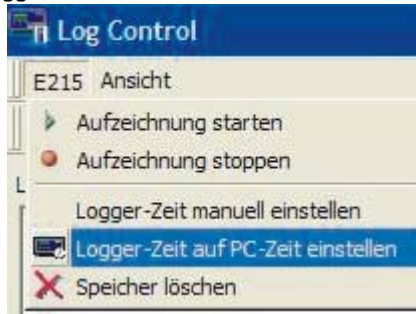 Log Control
E215 Ansicht
Aufzeichnung starten
Aufzeichnung stoppen
Logger-Zeit manuell einstellen
Logger-Zeit auf PC-Zeit einstellen
Speicher löschen